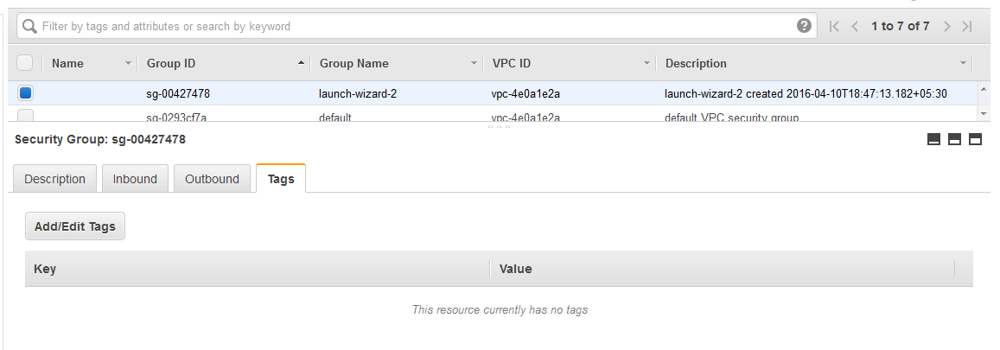 Filter by tags and attributes or search by keyword ? 1 to 7 of 7
Name Group ID Group Name VPC ID Description
sg-00427478 launch-wizard-2 vpc-4e0a1e2a launch-wizard-2 created 2016-04-10T18:47:13.182+05:30
sg-0293cf7a default vpc-4e0a1e2a default VPC security group
Security Group: sg-00427478
Description Inbound Outbound Tags
Add/Edit Tags
Key Value
This resource currently has no tags